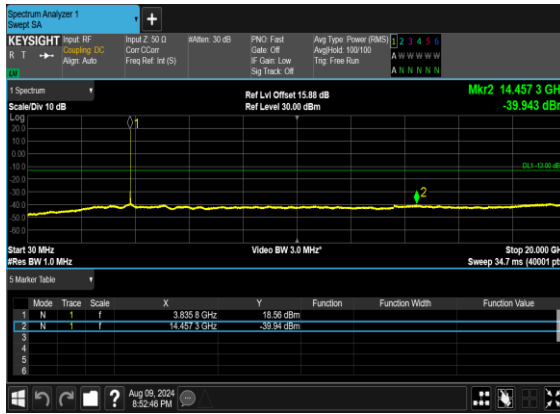 Spectrum Analyzer 1
Swept SA
+
KEYSIGHT Input: RF Input Z: 50 Ω #Atten: 30 dB PNO: Fast Avg Type: Power (RMS) 1 2 3 4 5 6
R T Coupling: DC Corr CCorr Gate: Off Avg|Hold: 100/100 A W W W W W
Align: Auto Freq Ref: Int (S) IF Gain: Low Trig: Free Run
Sig Track: Off A N N N N N
1 Spectrum Ref Lvl Offset 15.88 dB Mkr2 14.457 3 GH
Scale/Div 10 dB Ref Level 30.00 dBm -39.943 dB
Log
20.0
10.0
0.00
-10.0
-20.0
-30.0
-40.0
-50.0
-60.0
1
DL1 -13.00 dB
2
Start 30 MHz Video BW 3.0 MHz* Stop 20.000 GH
#Res BW 1.0 MHz Sweep 34.7 ms (40001 pt
5 Marker Table
Mode Trace Scale X Y Function Function Width Function Value
1 N 1 f 3.835 8 GHz 18.56 dBm
2 N 1 f 14.457 3 GHz -39.94 dBm
3
4
5
6
? Aug 09, 2024
8:52:46 PM